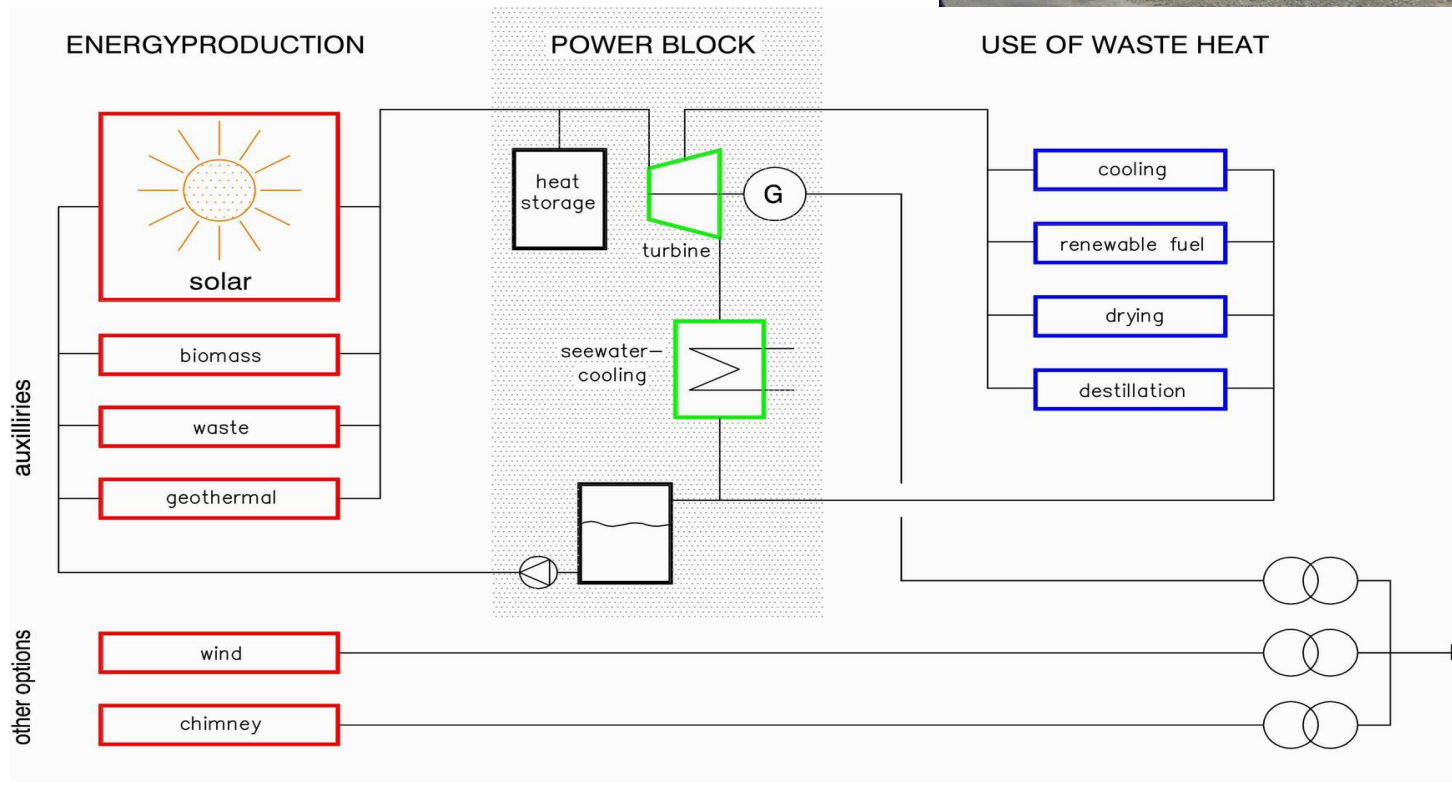 ENERGYPRODUCTION
POWER BLOCK
USE OF WASTE HEAT
solar
biomass
waste
geothermal
auxilliries
heat
storage
turbine
G
seewater-
cooling
cooling
renewable fuel
drying
destillation
other options
wind
chimney